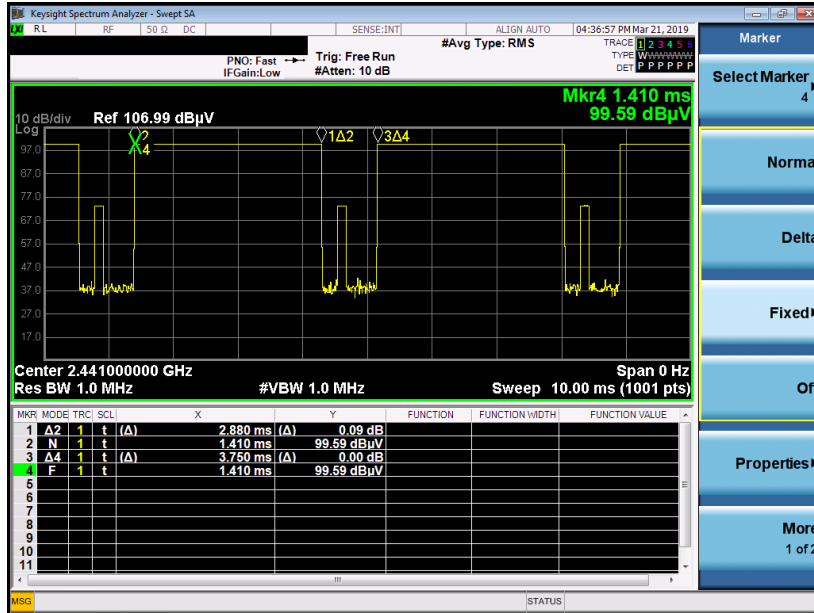 Keysight Spectrum Analyzer - Swept SA
LXI RL RF 50 Ω DC SENSE:INT ALIGN AUTO 04:36:57 PM Mar 21, 2019
#Avg Type: RMS TRACE 1 2 3 4 5 6
PNO: Fast Trig: Free Run TYPE WWWWWW
IFGain:Low #Atten: 10 dB DET P P P P P P
Mkr4 1.410 ms
10 dB/div Ref 106.99 dBµV 99.59 dBµV
Log
2 1Δ2 3Δ4
4
97.0
87.0
77.0
67.0
57.0
47.0
37.0
27.0
17.0
Center 2.441000000 GHz Span 0 Hz
Res BW 1.0 MHz #VBW 1.0 MHz Sweep 10.00 ms (1001 pts)
MKR MODE TRC SCL X Y FUNCTION FUNCTION WIDTH FUNCTION VALUE
1 Δ2 1 t (Δ) 2.880 ms (Δ) 0.09 dB
2 N 1 t 1.410 ms 99.59 dBµV
3 Δ4 1 t (Δ) 3.750 ms (Δ) 0.00 dB
4 F 1 t 1.410 ms 99.59 dBµV
5
6
7
8
9
10
11
MSG STATUS
Marker
Select Marker
4
Norma
Delta
Fixed
Of
Properties
More
1 of 2